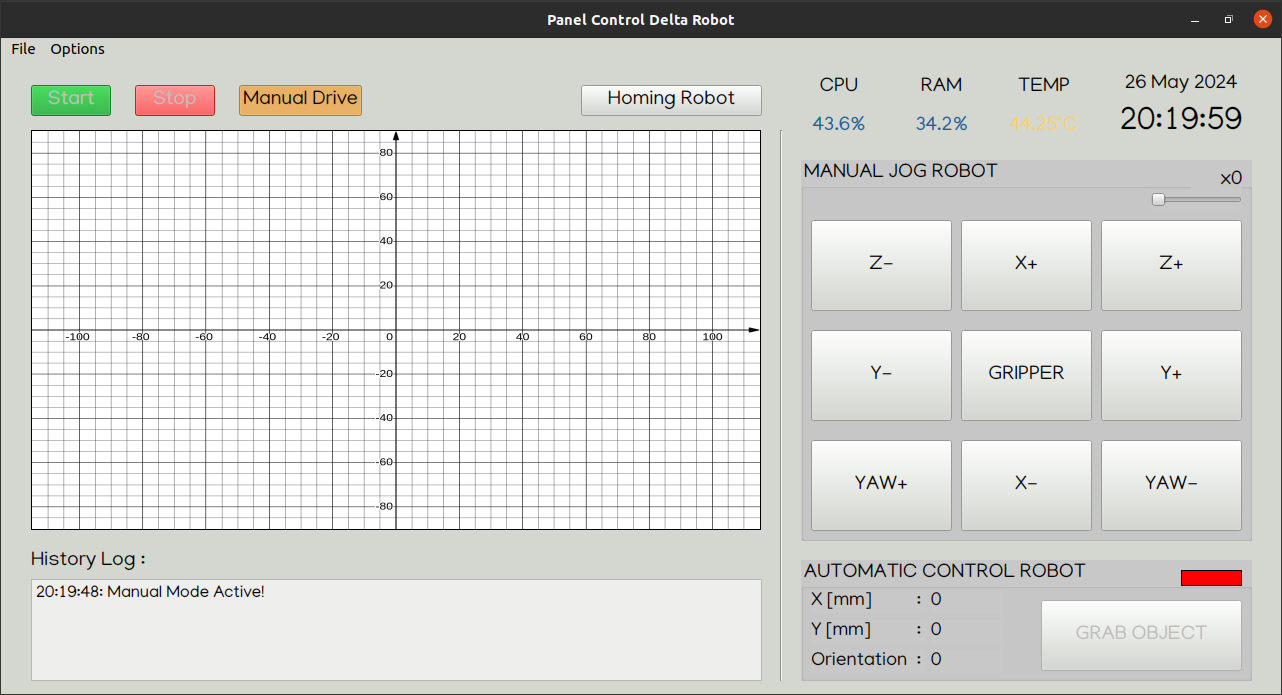 Panel Control Delta Robot
File Options
Start Stop Manual Drive Homing Robot
CPU RAM TEMP
43.6% 34.2% 44.25°C
26 May 2024
20:19:59
80
60
40
20
-100 -80 -60 -40 -20 0 20 40 60 80 100
-20
-40
-60
-80
MANUAL JOG ROBOT
x0
Z- X+ Z+
Y- GRIPPER Y+
YAW+ X- YAW-
History Log :
20:19:48: Manual Mode Active!
AUTOMATIC CONTROL ROBOT
X [mm] : 0
Y [mm] : 0
Orientation : 0
GRAB OBJECT